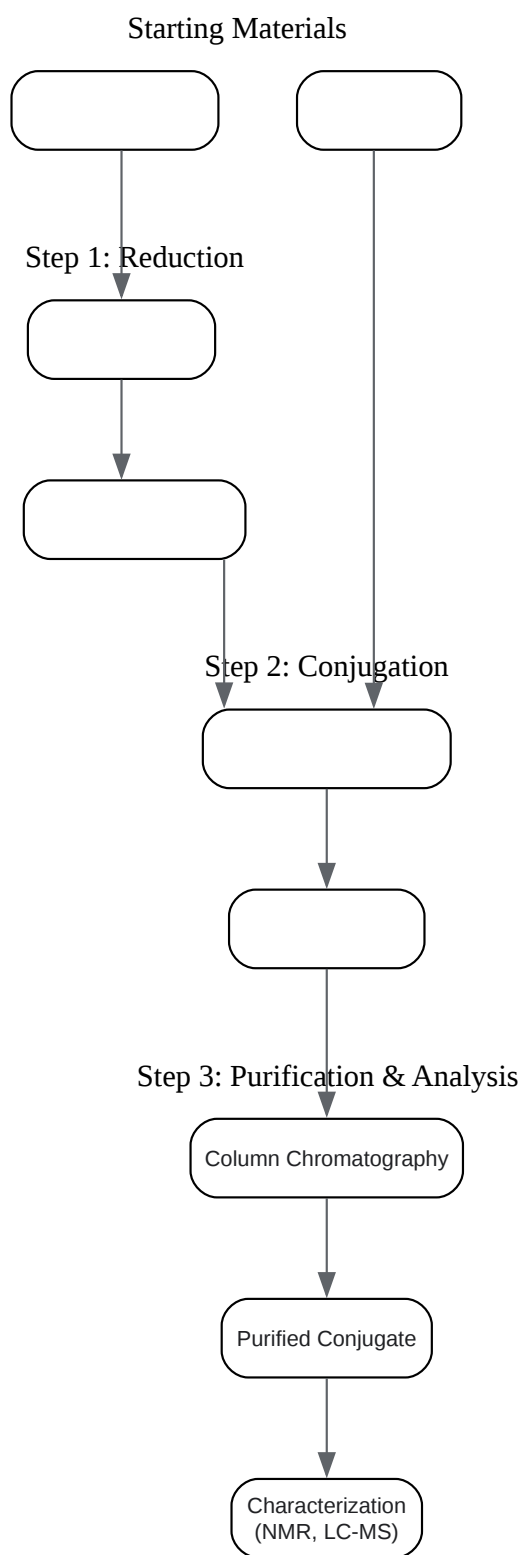 Starting Materials
Step 1: Reduction
Step 2: Conjugation
Step 3: Purification & Analysis
Column Chromatography
Purified Conjugate
Characterization
(NMR, LC-MS)